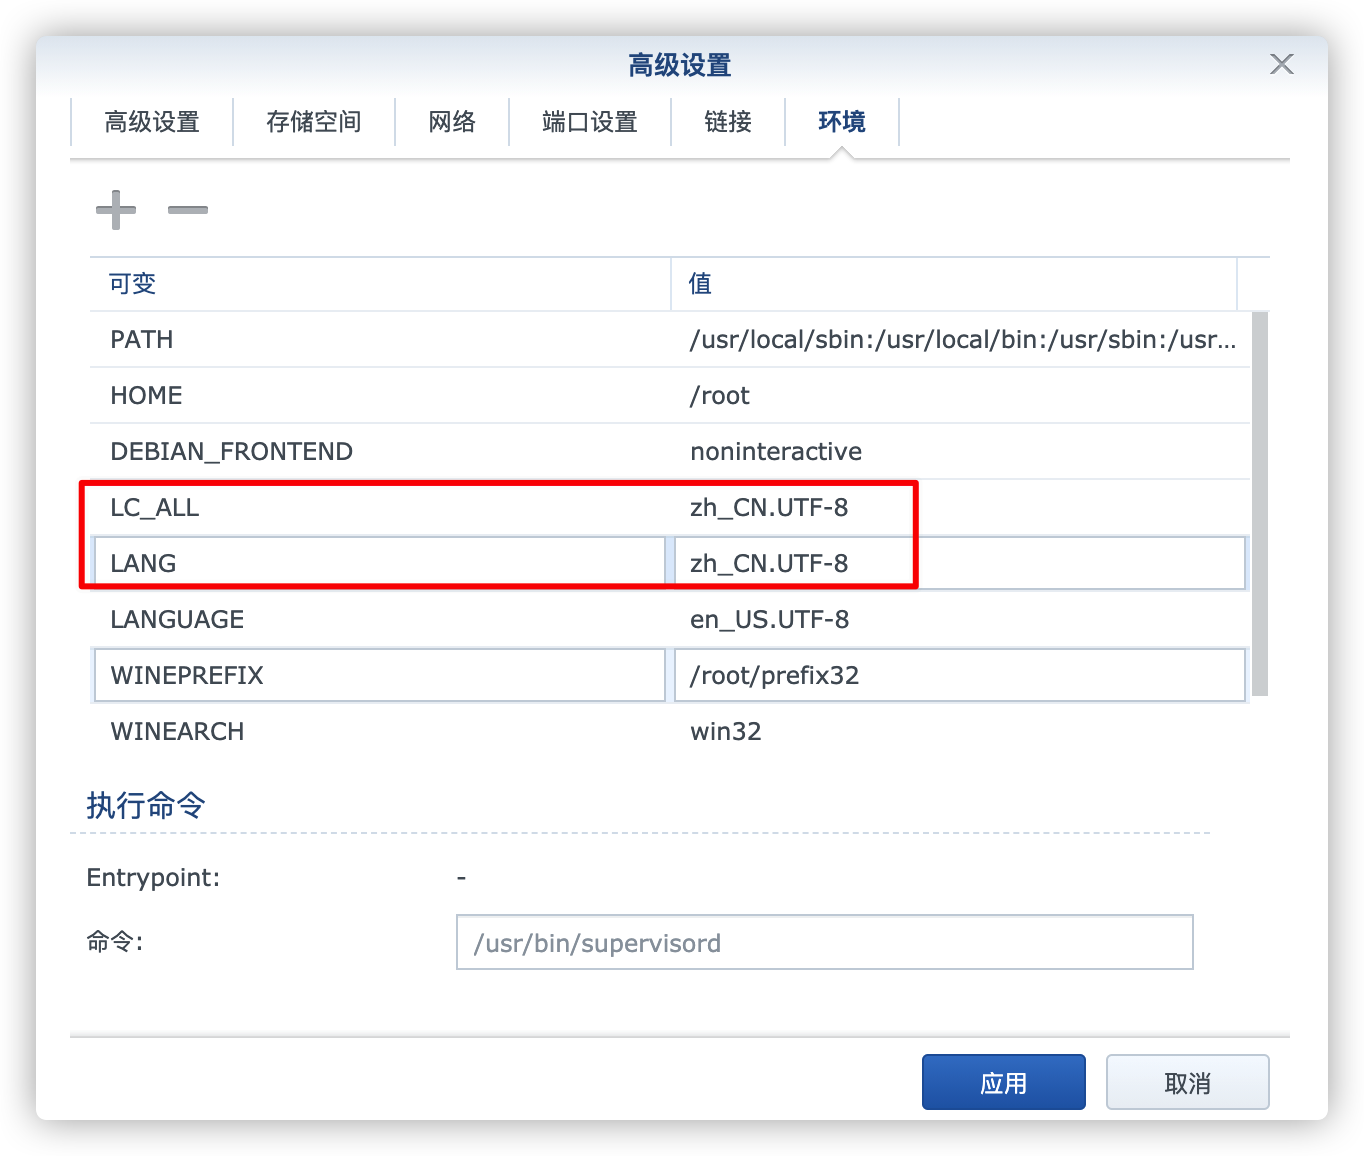 高级设置
高级设置 存储空间 网络 端口设置 链接 环境
可变 值
PATH /usr/local/sbin:/usr/local/bin:/usr/sbin:/usr...
HOME /root
DEBIAN_FRONTEND noninteractive
LC_ALL zh_CN.UTF-8
LANG zh_CN.UTF-8
LANGUAGE en_US.UTF-8
WINEPREFIX /root/prefix32
WINEARCH win32
执行命令
Entrypoint: -
命令: /usr/bin/supervisord
应用 取消